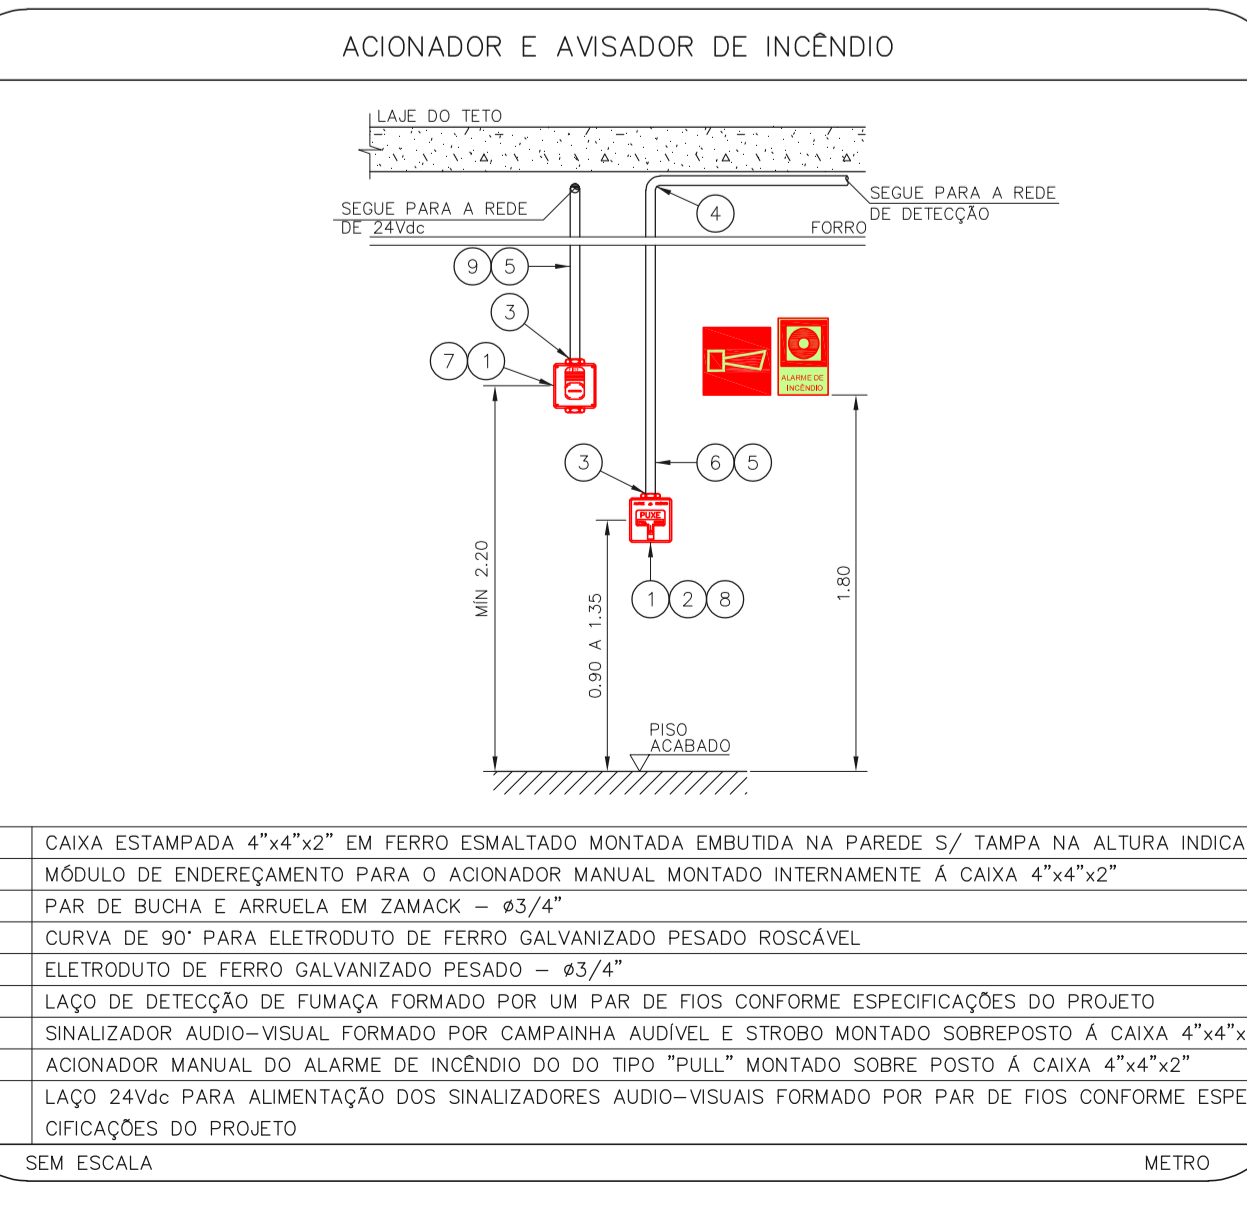 ACIONADOR E AVISADOR DE INCÊNDIO
LAJE DO TETO
SEGUE PARA A REDE
DE 24Vdc
SEGUE PARA A REDE
DE DETECÇÃO
4
FORRO
9 5
3
7 1
ALARME DE
INCÊNDIO
3
6 5
PUXE
1 2 8
MÍN 2.20
0.90 A 1.35
1.80
PISO
ACABADO
CAIXA ESTAMPADA 4"x4"x2" EM FERRO ESMALTADO MONTADA EMBUTIDA NA PAREDE S/ TAMPA NA ALTURA INDICA
MÓDULO DE ENDEREÇAMENTO PARA O ACIONADOR MANUAL MONTADO INTERNAMENTE Á CAIXA 4"x4"x2"
PAR DE BUCHA E ARRUELA EM ZAMACK – ø3/4"
CURVA DE 90° PARA ELETRODUTO DE FERRO GALVANIZADO PESADO ROSCÁVEL
ELETRODUTO DE FERRO GALVANIZADO PESADO – ø3/4"
LAÇO DE DETECÇÃO DE FUMAÇA FORMADO POR UM PAR DE FIOS CONFORME ESPECIFICAÇÕES DO PROJETO
SINALIZADOR AUDIO–VISUAL FORMADO POR CAMPAINHA AUDÍVEL E STROBO MONTADO SOBREPOSTO Á CAIXA 4"x4"x
ACIONADOR MANUAL DO ALARME DE INCÊNDIO DO DO TIPO "PULL" MONTADO SOBRE POSTO Á CAIXA 4"x4"x2"
LAÇO 24Vdc PARA ALIMENTAÇÃO DOS SINALIZADORES AUDIO–VISUAIS FORMADO POR PAR DE FIOS CONFORME ESPE
CIFICAÇÕES DO PROJETO
SEM ESCALA
METRO